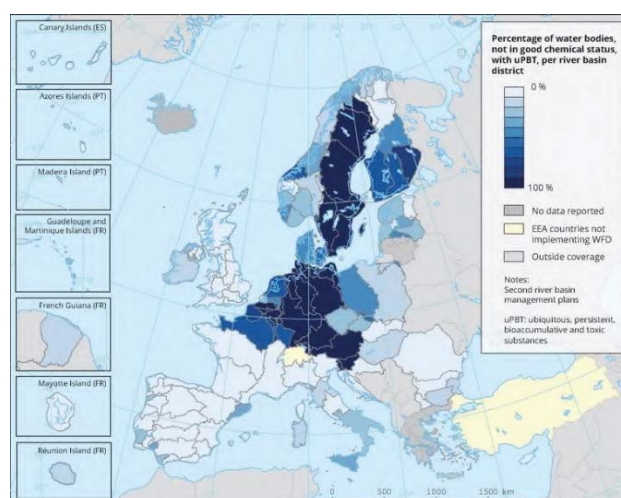 Canary Islands (ES)
Azores Islands (PT)
Madeira Island (PT)
Guadeloupe and
Martinique Islands (FR)
French Guiana (FR)
Mayotte Island (FR)
Réunion Island (FR)
Percentage of water bodies,
not in good chemical status,
with uPBT, per river basin
district
0 %
100 %
No data reported
EEA countries not
implementing WFD
Outside coverage
Notes:
Second river basin
management plans
uPBT: ubiquitous, persistent,
bioaccumulative and toxic
substances
0 500 1000 1500 km